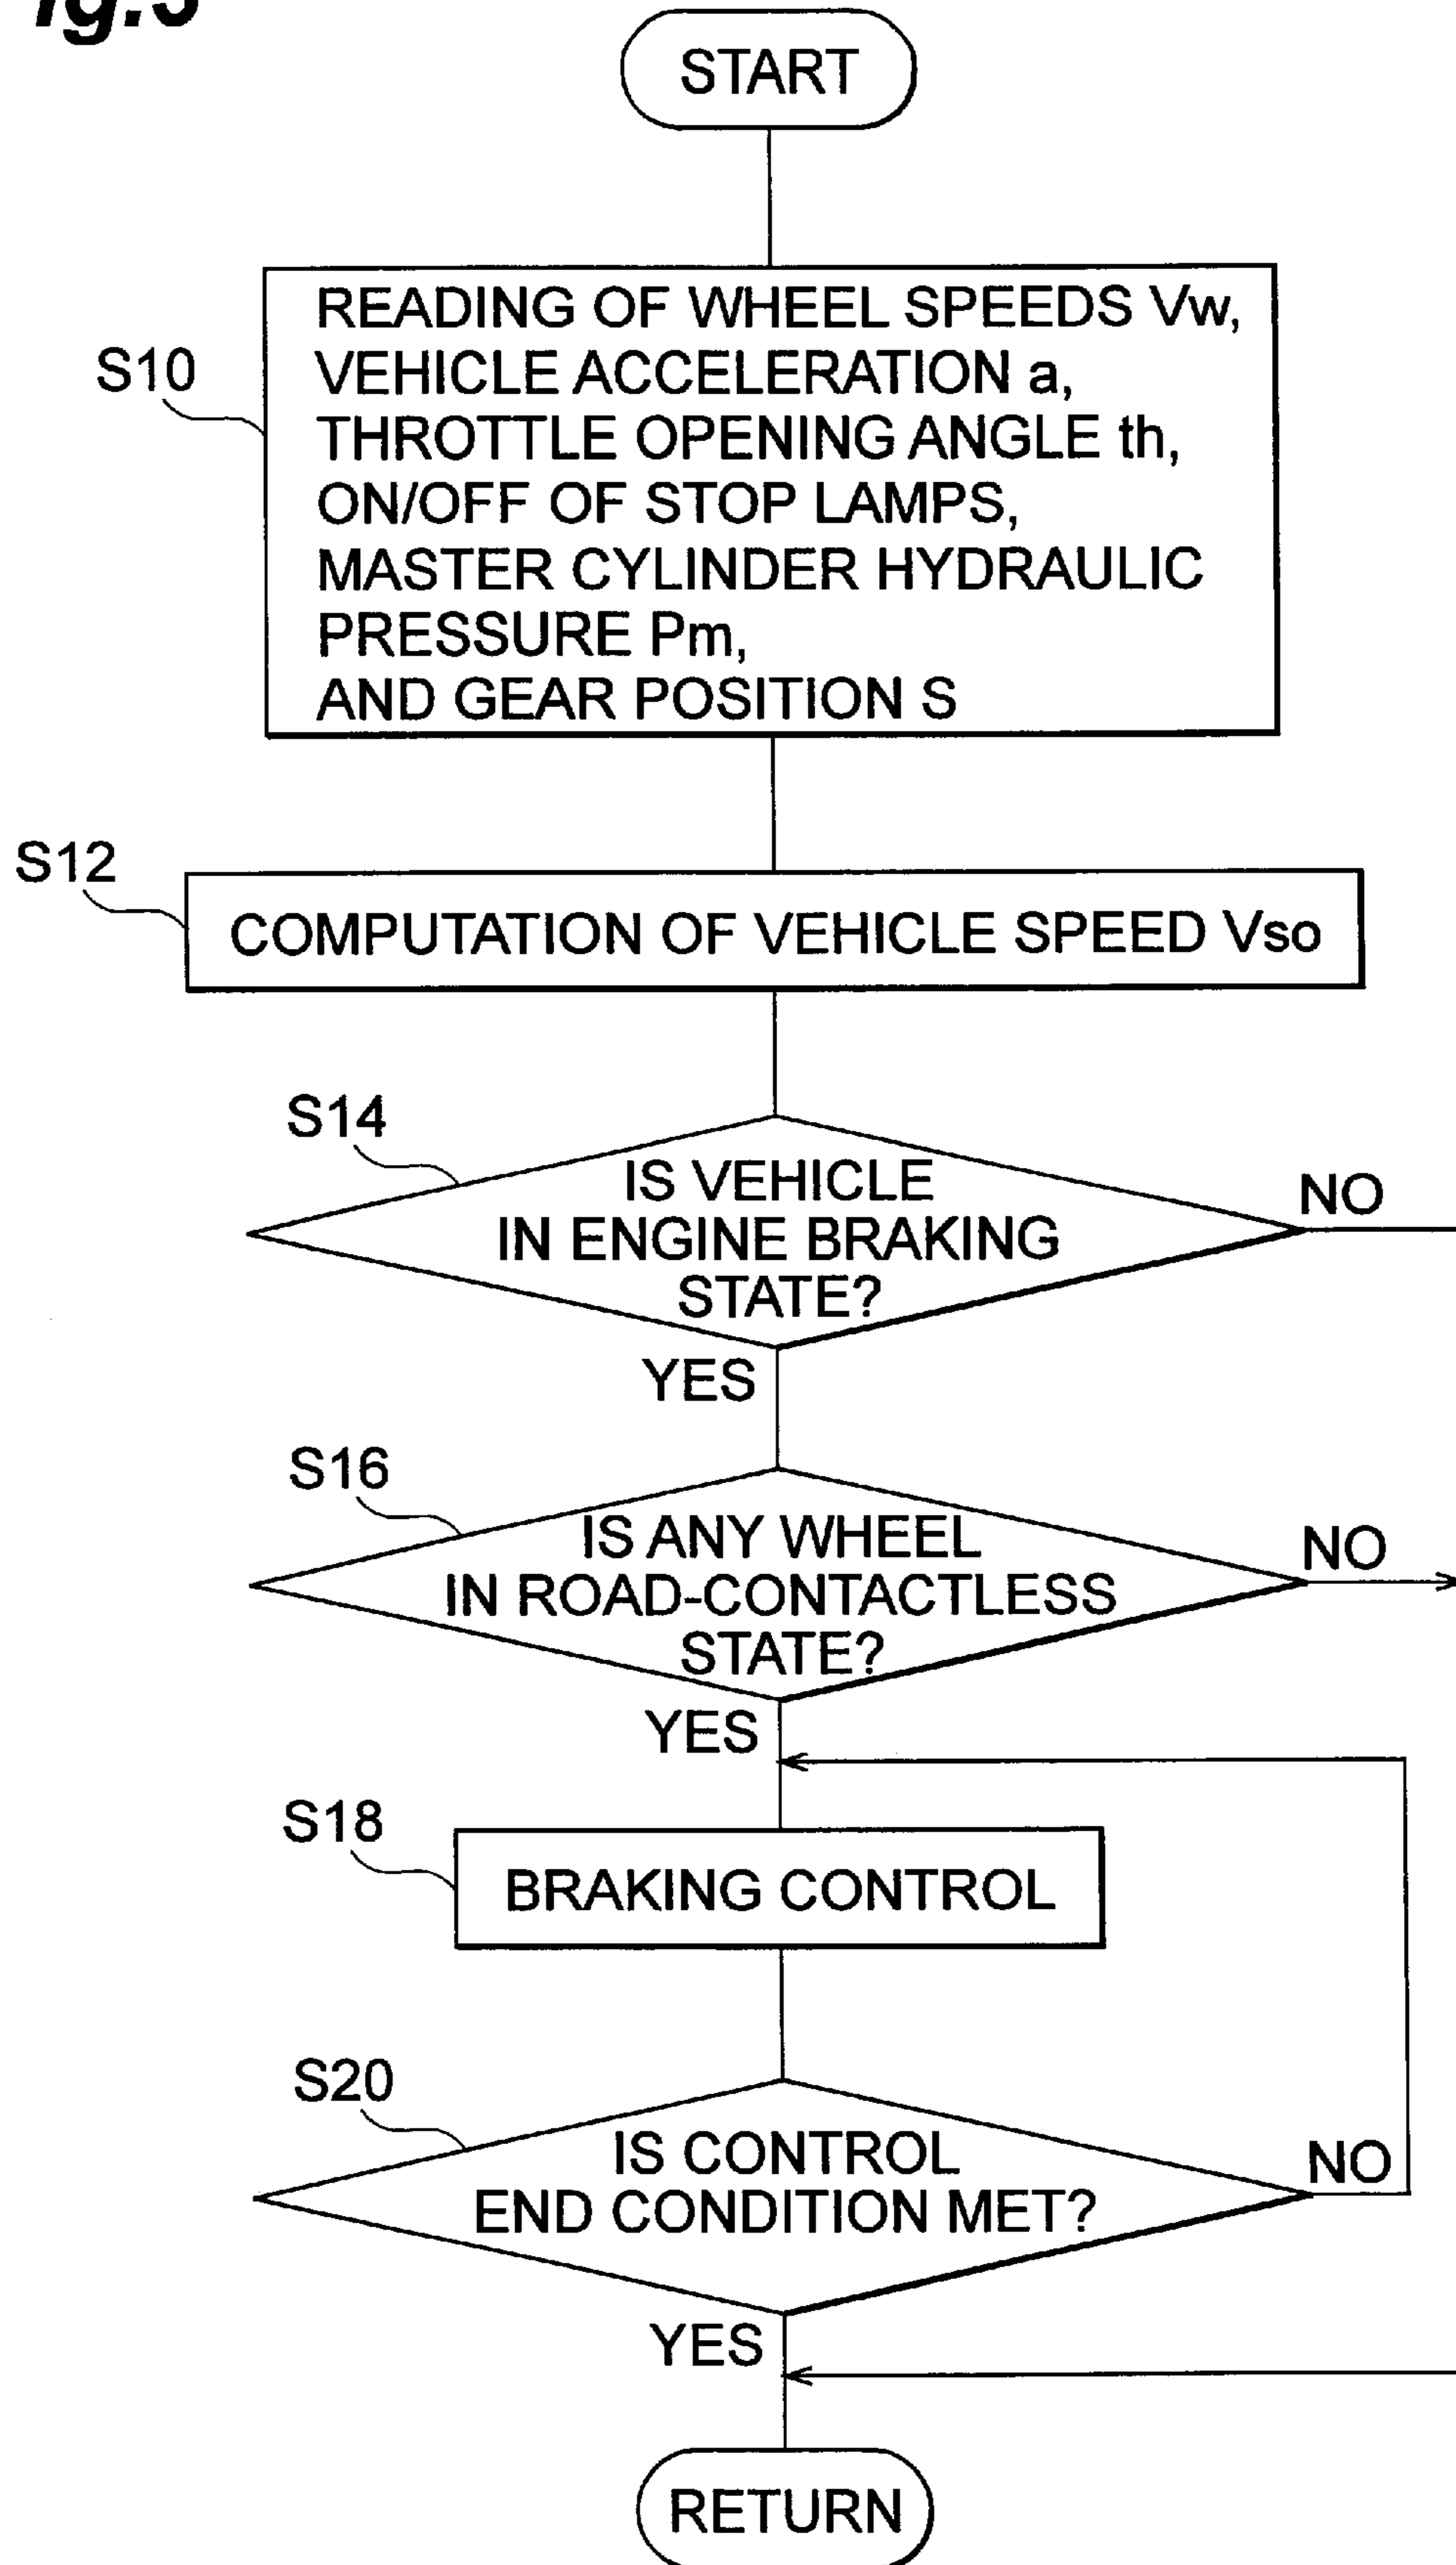 START
S10
READING OF WHEEL SPEEDS Vw,
VEHICLE ACCELERATION a,
THROTTLE OPENING ANGLE th,
ON/OFF OF STOP LAMPS,
MASTER CYLINDER HYDRAULIC
PRESSURE Pm,
AND GEAR POSITION S
S12
COMPUTATION OF VEHICLE SPEED Vso
S14
IS VEHICLE
IN ENGINE BRAKING
STATE?
NO
YES
S16
IS ANY WHEEL
IN ROAD-CONTACTLESS
STATE?
NO
YES
S18
BRAKING CONTROL
S20
IS CONTROL
END CONDITION MET?
NO
YES
RETURN